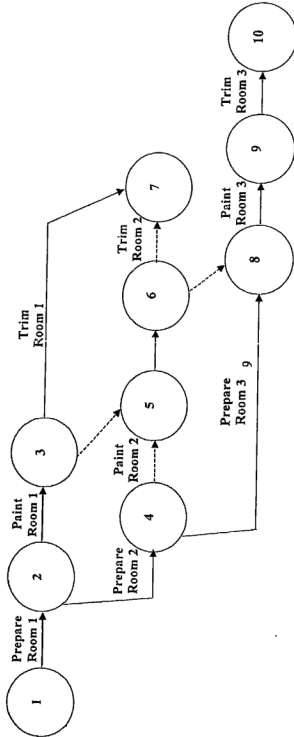 1
Prepare
Room 1
2
Paint
Room 1
3
Trim
Room 1
Prepare
Room 2
4
Paint
Room 2
5
6
Trim
Room 2
7
Prepare
Room 3
9
8
Paint
Room 3
9
Trim
Room 3
10